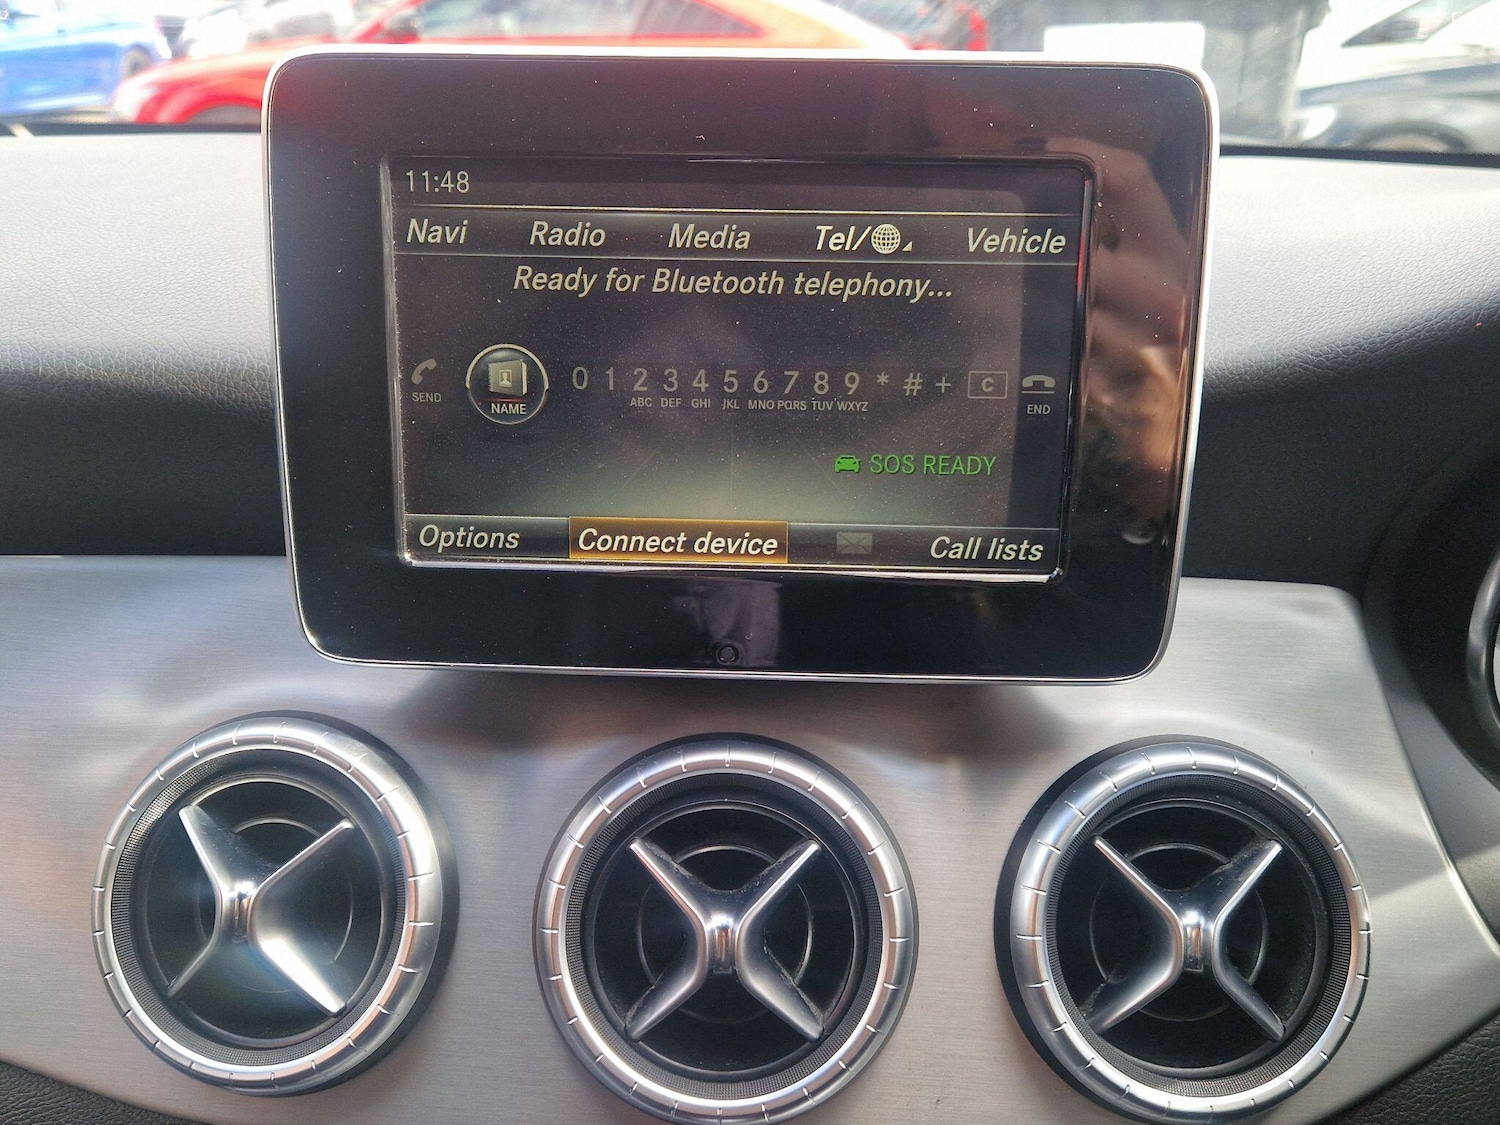 11:48
Navi Radio Media Tel/ Vehicle
Ready for Bluetooth telephony...
0 1 2 3 4 5 6 7 8 9 * # + C
SEND NAME ABC DEF GHI JKL MNO PQRS TUV WXYZ END
SOS READY
Options Connect device Call lists